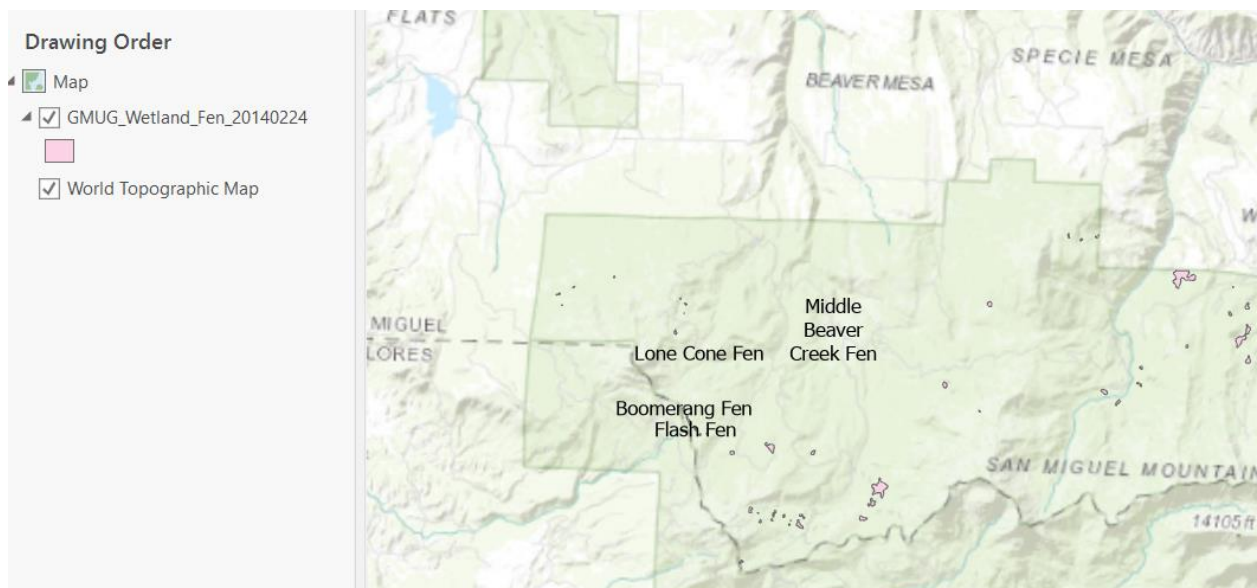 Drawing Order
Map
GMUG_Wetland_Fen_20140224
World Topographic Map
FLATS
SPECIE MESA
BEAVER MESA
W
MIGUEL
LORES
Middle
Beaver
Creek Fen
Lone Cone Fen
Boomerang Fen
Flash Fen
SAN MIGUEL MOUNTAIN
14105 ft